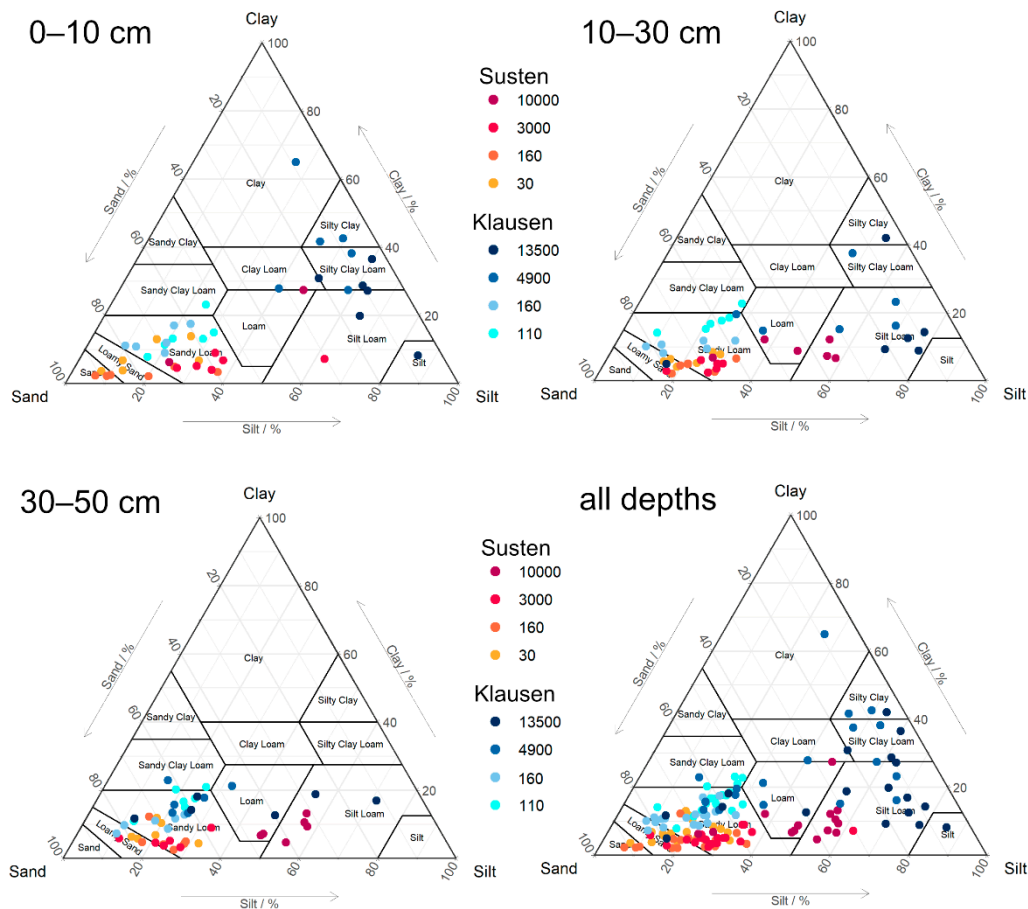 0–10 cm
Clay
100
80
60
40
20
20
40
60
80
100
20
40
60
80
100
Sand / %
Clay / %
Silt / %
Sand
Silt
Clay
Silty Clay
Sandy Clay
Clay Loam
Silty Clay Loam
Sandy Clay Loam
Loam
Silt Loam
Sandy Loam
Loamy Sand
Silt
Susten
10000
3000
160
30
Klausen
13500
4900
160
110
10–30 cm
Clay
100
80
60
40
20
20
40
60
80
100
20
40
60
80
100
Sand / %
Clay / %
Silt / %
Sand
Silt
Clay
Silty Clay
Sandy Clay
Clay Loam
Silty Clay Loam
Sandy Clay Loam
Loam
Silt Loam
Sandy Loam
Sand
Silt
30–50 cm
Clay
100
80
60
40
20
20
40
60
80
100
20
40
60
80
100
Sand / %
Clay / %
Silt / %
Sand
Silt
Clay
Silty Clay
Sandy Clay
Clay Loam
Silty Clay Loam
Sandy Clay Loam
Loam
Silt Loam
Sandy Loam
Sand
Silt
Susten
10000
3000
160
30
Klausen
13500
4900
160
110
all depths
Clay
100
80
60
40
20
20
40
60
80
100
20
40
60
80
100
Sand / %
Clay / %
Silt / %
Sand
Silt
Clay
Silty Clay
Sandy Clay
Clay Loam
Silty Clay Loam
Sandy Clay Loam
Loam
Silt Loam
Sandy Loam
Silt